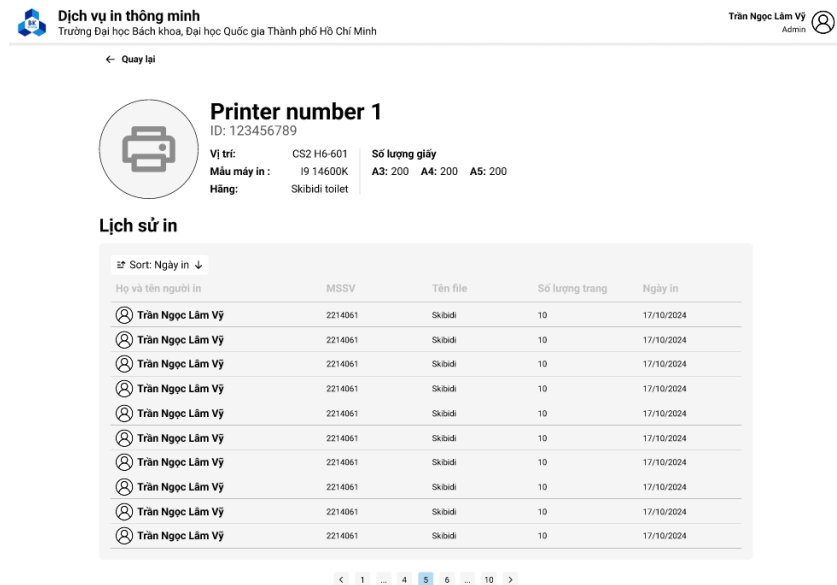 BK
Dịch vụ in thông minh
Trường Đại học Bách khoa, Đại học Quốc gia Thành phố Hồ Chí Minh
Trần Ngọc Lâm Vỹ
Admin
Quay lại
Printer number 1
ID: 123456789
Vị trí: CS2 H6-601 Số lượng giấy
Mẫu máy in : I9 14600K A3: 200 A4: 200 A5: 200
Hãng: Skibidi toilet
Lịch sử in
Sort: Ngày in
Họ và tên người in MSSV Tên file Số lượng trang Ngày in
Trần Ngọc Lâm Vỹ 2214061 Skibidi 10 17/10/2024
Trần Ngọc Lâm Vỹ 2214061 Skibidi 10 17/10/2024
Trần Ngọc Lâm Vỹ 2214061 Skibidi 10 17/10/2024
Trần Ngọc Lâm Vỹ 2214061 Skibidi 10 17/10/2024
Trần Ngọc Lâm Vỹ 2214061 Skibidi 10 17/10/2024
Trần Ngọc Lâm Vỹ 2214061 Skibidi 10 17/10/2024
Trần Ngọc Lâm Vỹ 2214061 Skibidi 10 17/10/2024
Trần Ngọc Lâm Vỹ 2214061 Skibidi 10 17/10/2024
Trần Ngọc Lâm Vỹ 2214061 Skibidi 10 17/10/2024
Trần Ngọc Lâm Vỹ 2214061 Skibidi 10 17/10/2024
< 1 ... 4 5 6 ... 10 >